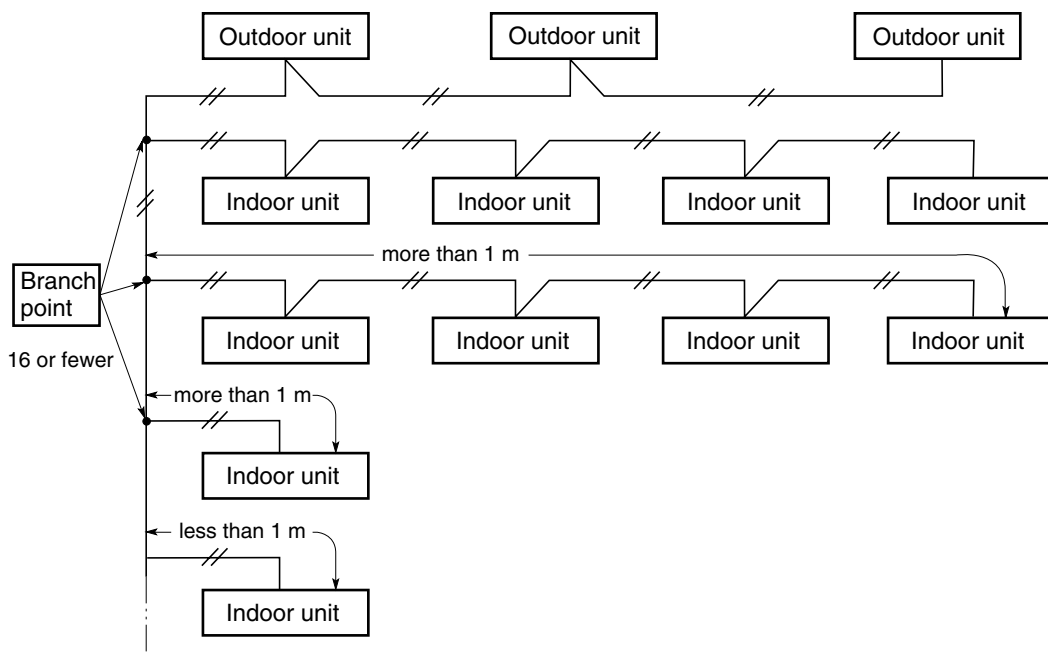 Outdoor unit Outdoor unit Outdoor unit
Indoor unit Indoor unit Indoor unit Indoor unit
more than 1 m
Branch
point
Indoor unit Indoor unit Indoor unit Indoor unit
16 or fewer
more than 1 m
Indoor unit
less than 1 m
Indoor unit